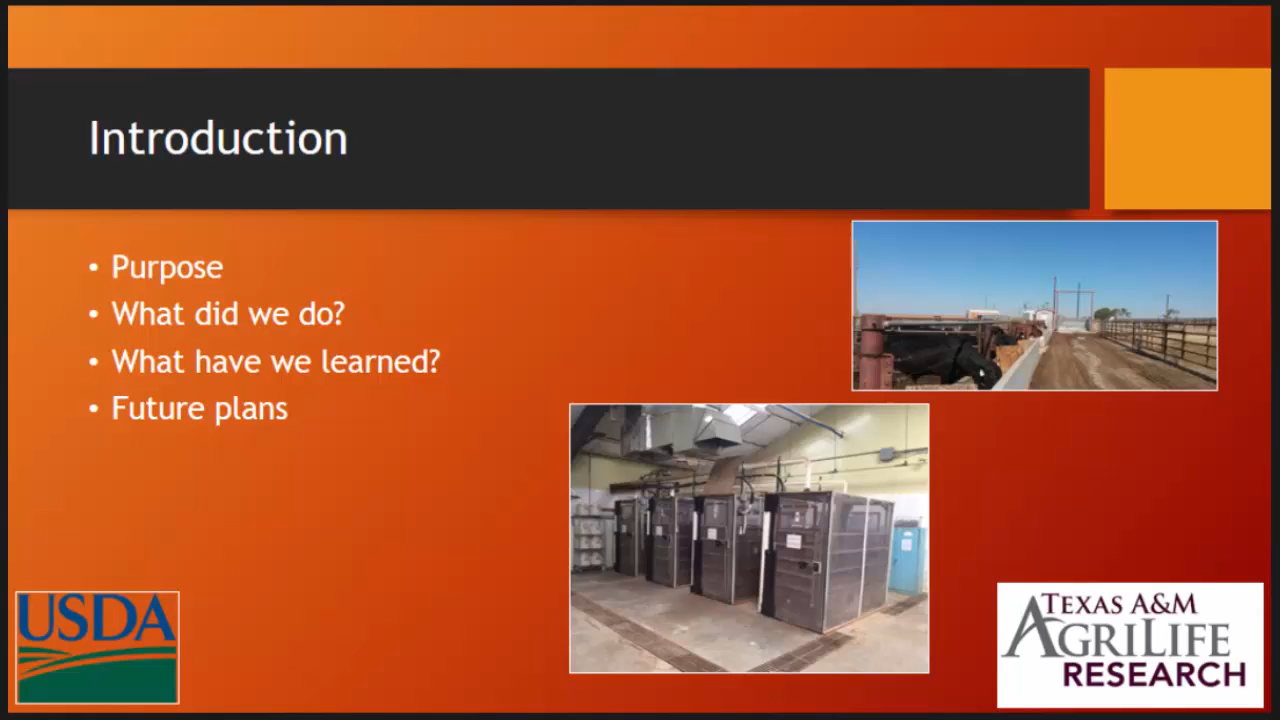 Introduction
• Purpose
• What did we do?
• What have we learned?
• Future plans
USDA
TEXAS A&M
AGRILIFE
RESEARCH